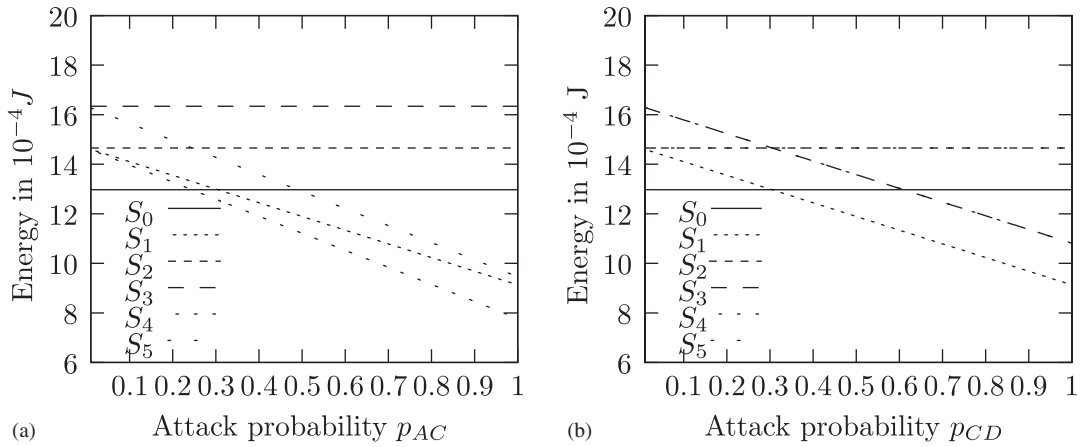 Energy in 10⁻⁴J
20
18
16
14
12
10
8
6
S₀
S₁
S₂
S₃
S₄
S₅
0.1 0.2 0.3 0.4 0.5 0.6 0.7 0.8 0.9 1
(a) Attack probability p_AC
Energy in 10⁻⁴ J
20
18
16
14
12
10
8
6
S₀
S₁
S₂
S₃
S₄
S₅
0.1 0.2 0.3 0.4 0.5 0.6 0.7 0.8 0.9 1
(b) Attack probability p_CD